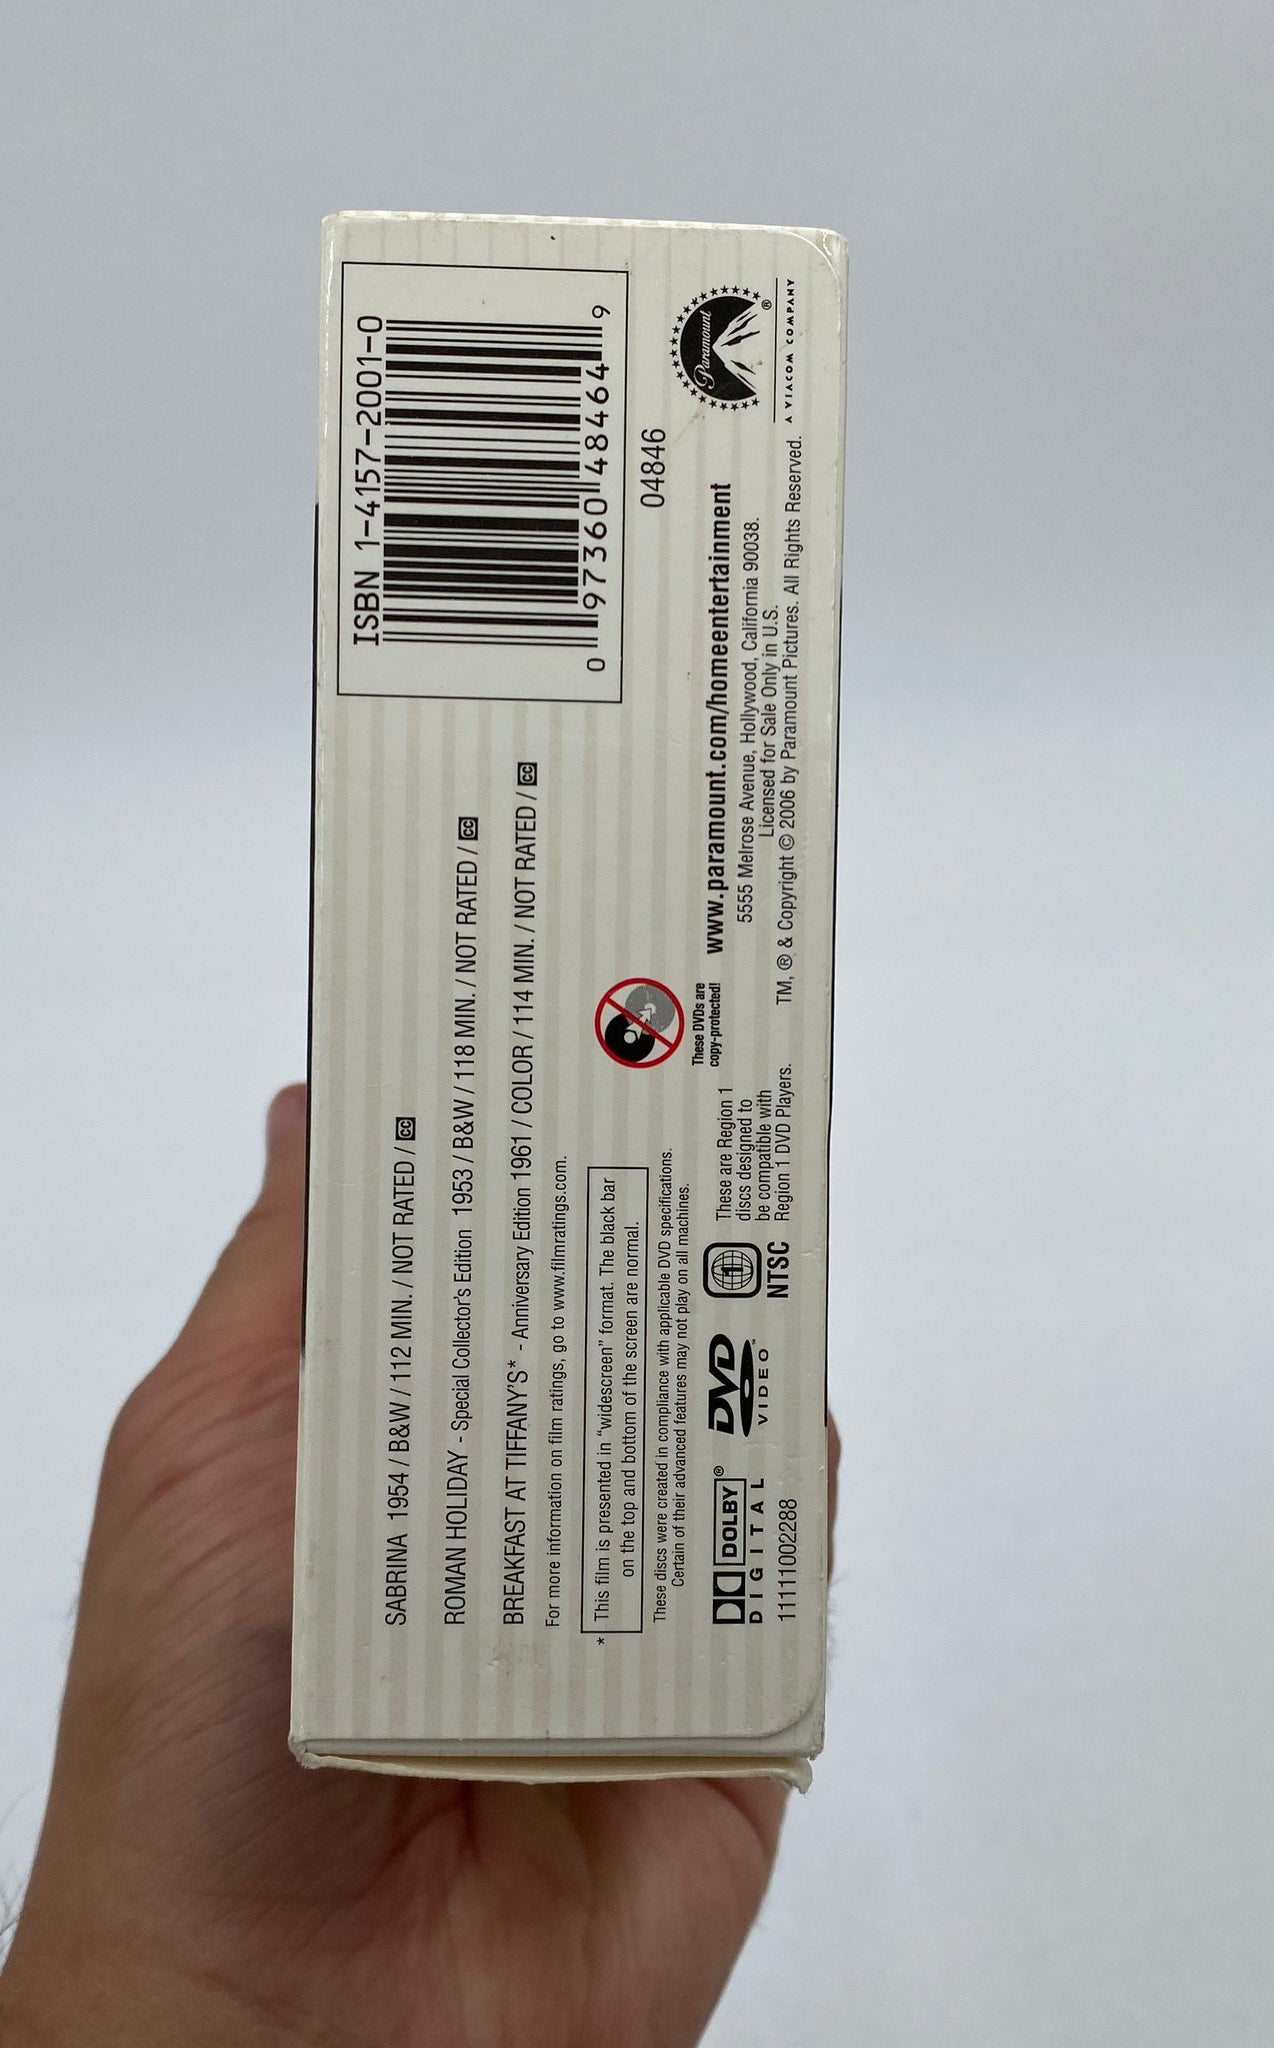 SABRINA 1954 / B&W / 112 MIN. / NOT RATED / CC
ROMAN HOLIDAY - Special Collector's Edition 1953 / B&W / 118 MIN. / NOT RATED / CC
BREAKFAST AT TIFFANY'S* - Anniversary Edition 1961 / COLOR / 114 MIN. / NOT RATED / CC
For more information on film ratings, go to www.filmratings.com.
* This film is presented in “widescreen” format. The black bar
on the top and bottom of the screen are normal.
These discs were created in compliance with applicable DVD specifications.
Certain of their advanced features may not play on all machines.
DOLBY®
DIGITAL
11111002288
DVD
VIDEO™
1
NTSC
These are Region 1
discs designed to
be compatible with
Region 1 DVD Players.
These DVDs are
copy-protected!
ISBN 1-4157-2001-0
0 97360 48464 9
04846
www.paramount.com/homeentertainment
5555 Melrose Avenue, Hollywood, California 90038.
Licensed for Sale Only in U.S.
TM, ® & Copyright © 2006 by Paramount Pictures. All Rights Reserved.
Paramount
®
A VIACOM COMPANY